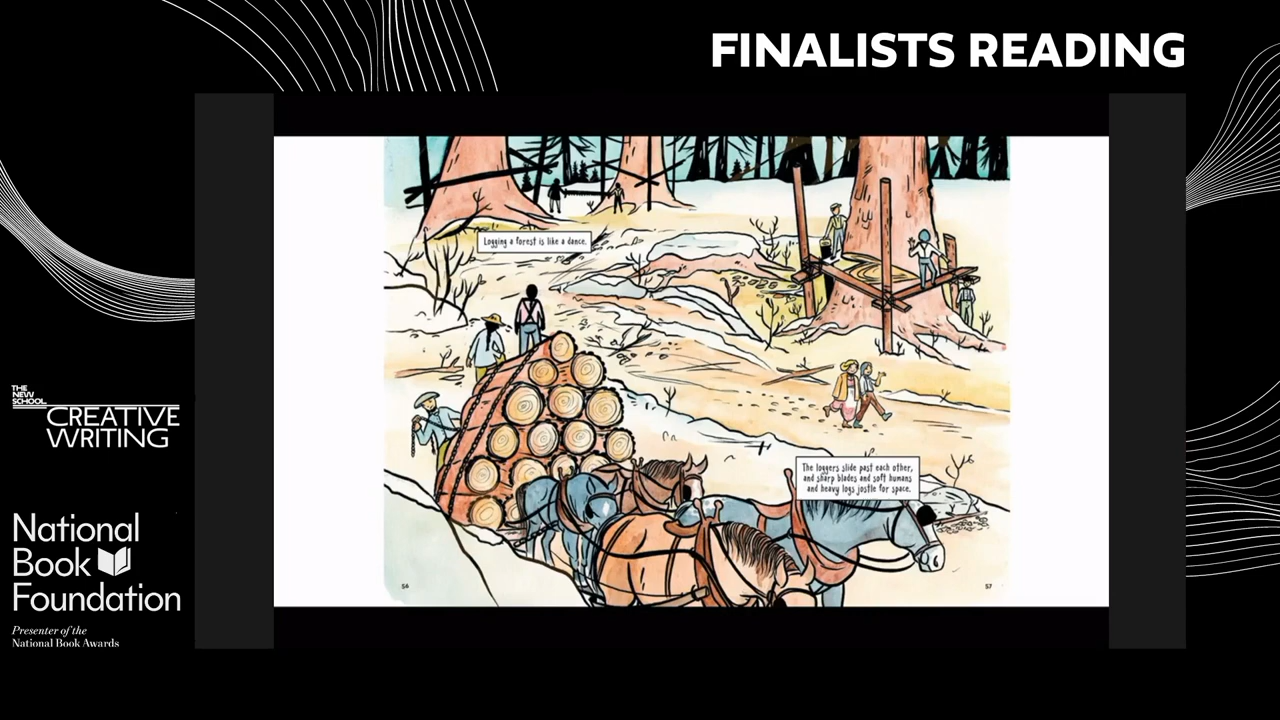 FINALISTS READING
Logging a forest is like a dance.
The loggers slide past each other,
and sharp blades and soft humans
and heavy logs jostle for space.
56
57
THE
NEW
SCHOOL
CREATIVE
WRITING
National
Book
Foundation
Presenter of the
National Book Awards